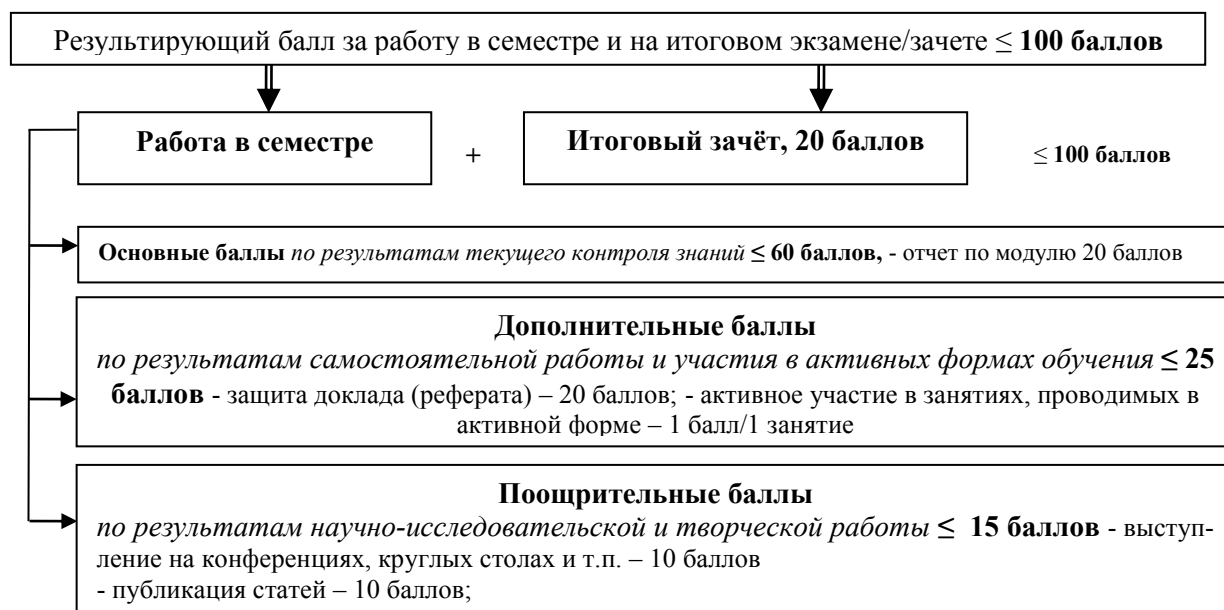 Результирующий балл за работу в семестре и на итоговом экзамене/зачете ≤ 100 баллов
Работа в семестре
+
Итоговый зачёт, 20 баллов
≤ 100 баллов
Основные баллы по результатам текущего контроля знаний ≤ 60 баллов, - отчет по модулю 20 баллов
Дополнительные баллы
по результатам самостоятельной работы и участия в активных формах обучения ≤ 25
баллов - защита доклада (реферата) – 20 баллов; - активное участие в занятиях, проводимых в
активной форме – 1 балл/1 занятие
Поощрительные баллы
по результатам научно-исследовательской и творческой работы ≤ 15 баллов - выступ-
ление на конференциях, круглых столах и т.п. – 10 баллов
- публикация статей – 10 баллов;